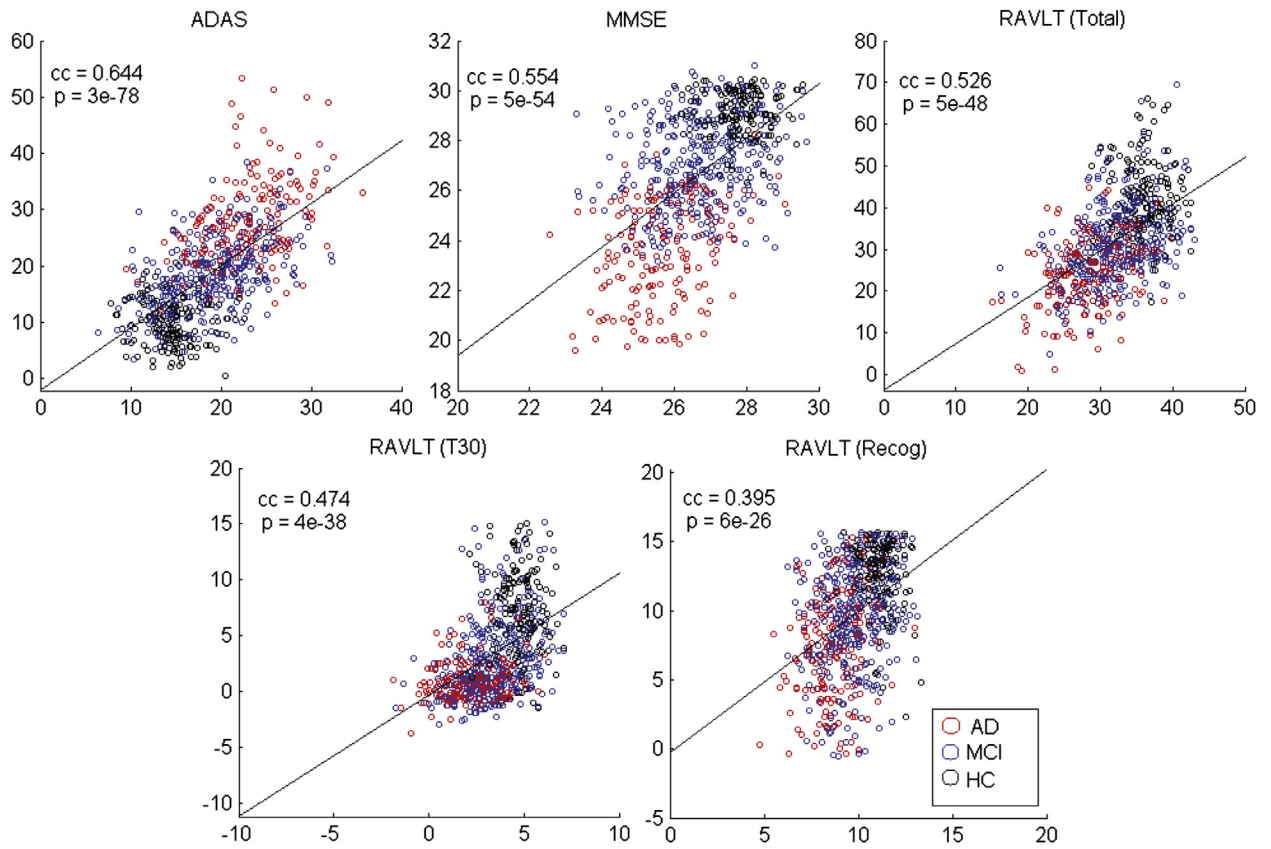 ADAS
cc = 0.644
p = 3e-78
60
50
40
30
20
10
0
0 10 20 30 40
MMSE
cc = 0.554
p = 5e-54
32
30
28
26
24
22
20
18
20 22 24 26 28 30
RAVLT (Total)
cc = 0.526
p = 5e-48
80
70
60
50
40
30
20
10
0
0 10 20 30 40 50
RAVLT (T30)
cc = 0.474
p = 4e-38
20
15
10
5
0
-5
-10
-10 -5 0 5 10
RAVLT (Recog)
cc = 0.395
p = 6e-26
20
15
10
5
0
-5
0 5 10 15 20
AD
MCI
HC